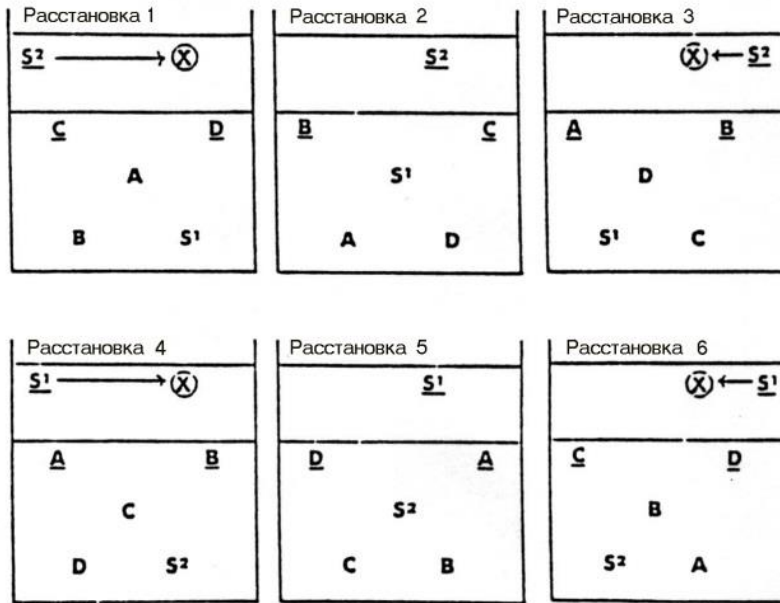 Расстановка 1 Расстановка 2 Расстановка 3
S² X S² X S²
C D B C A B
A S¹ D
B S¹ A D S¹ C
Расстановка 4 Расстановка 5 Расстановка 6
S¹ X S¹ X S¹
A B D A C D
C S² B
D S² C B S² A